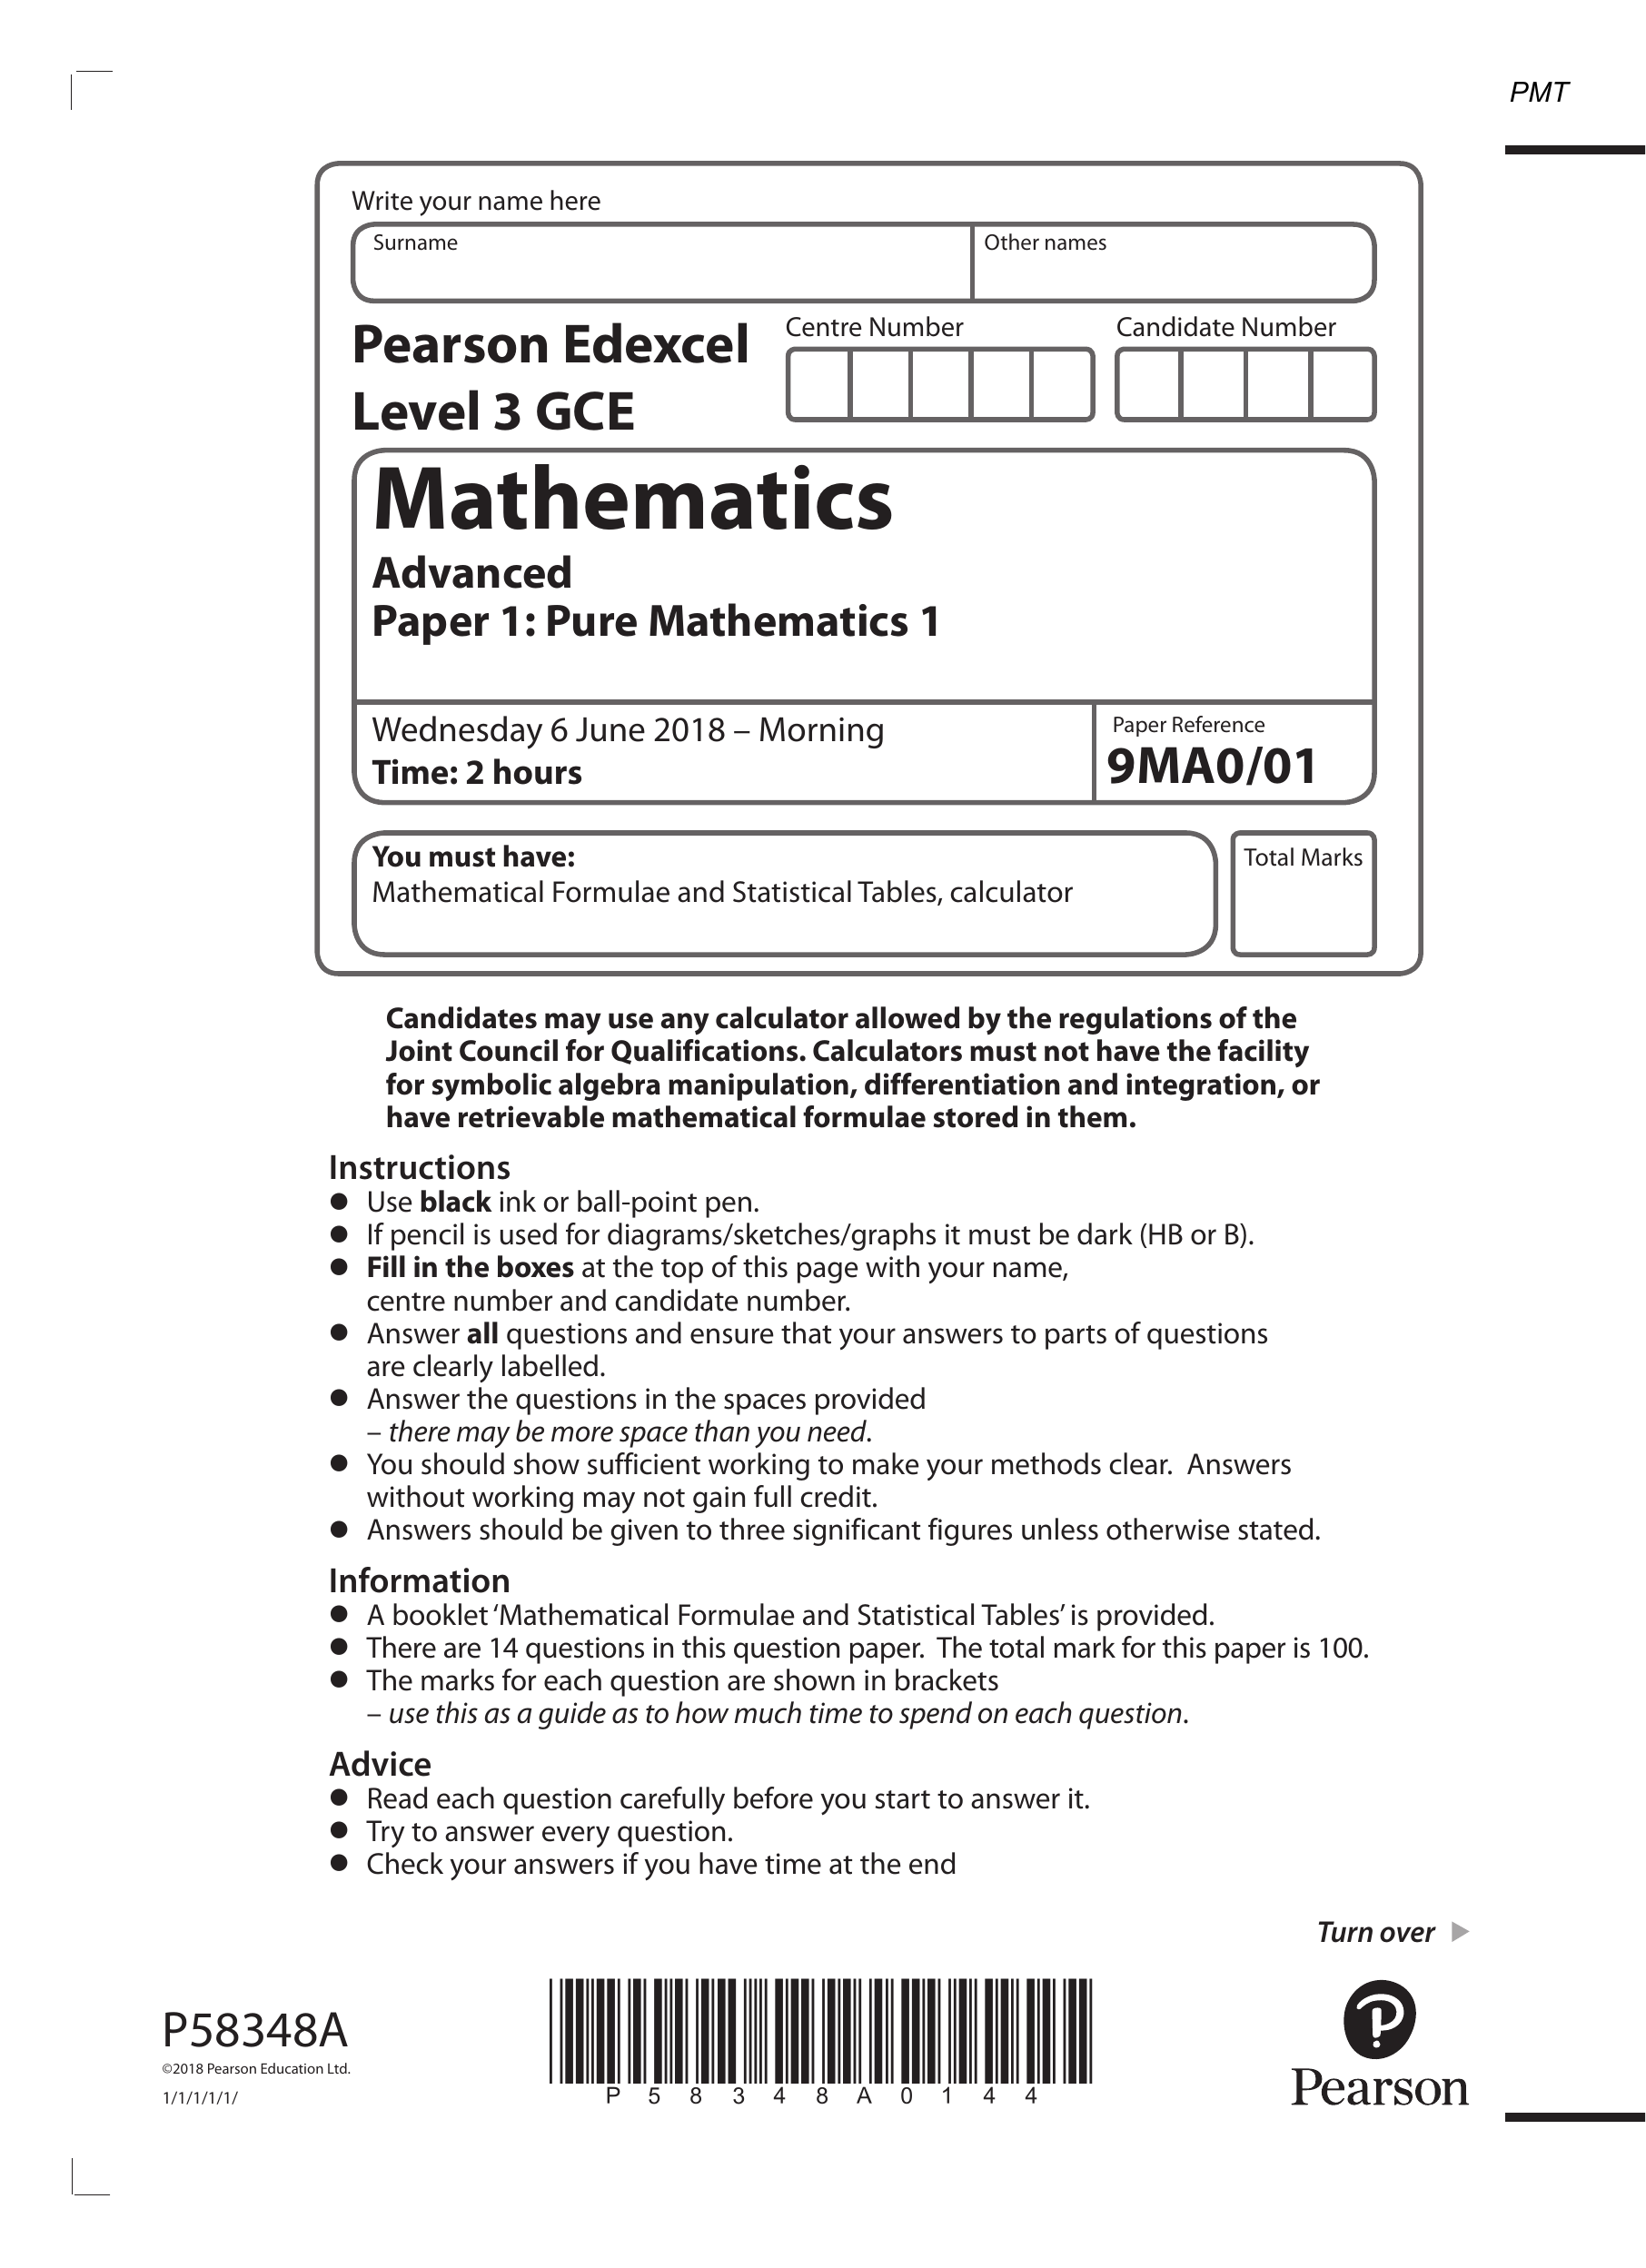 PMT
Write your name here
Surname
Other names
Pearson Edexcel
Level 3 GCE
Centre Number
Candidate Number
Mathematics
Advanced
Paper 1: Pure Mathematics 1
Wednesday 6 June 2018 – Morning
Time: 2 hours
Paper Reference
9MA0/01
You must have:
Mathematical Formulae and Statistical Tables, calculator
Total Marks
Candidates may use any calculator allowed by the regulations of the
Joint Council for Qualifications. Calculators must not have the facility
for symbolic algebra manipulation, differentiation and integration, or
have retrievable mathematical formulae stored in them.
Instructions
● Use black ink or ball-point pen.
● If pencil is used for diagrams/sketches/graphs it must be dark (HB or B).
● Fill in the boxes at the top of this page with your name,
centre number and candidate number.
● Answer all questions and ensure that your answers to parts of questions
are clearly labelled.
● Answer the questions in the spaces provided
– there may be more space than you need.
● You should show sufficient working to make your methods clear. Answers
without working may not gain full credit.
● Answers should be given to three significant figures unless otherwise stated.
Information
● A booklet ‘Mathematical Formulae and Statistical Tables’ is provided.
● There are 14 questions in this question paper. The total mark for this paper is 100.
● The marks for each question are shown in brackets
– use this as a guide as to how much time to spend on each question.
Advice
● Read each question carefully before you start to answer it.
● Try to answer every question.
● Check your answers if you have time at the end
Turn over
P58348A
©2018 Pearson Education Ltd.
1/1/1/1/1/
P 5 8 3 4 8 A 0 1 4 4
Pearson